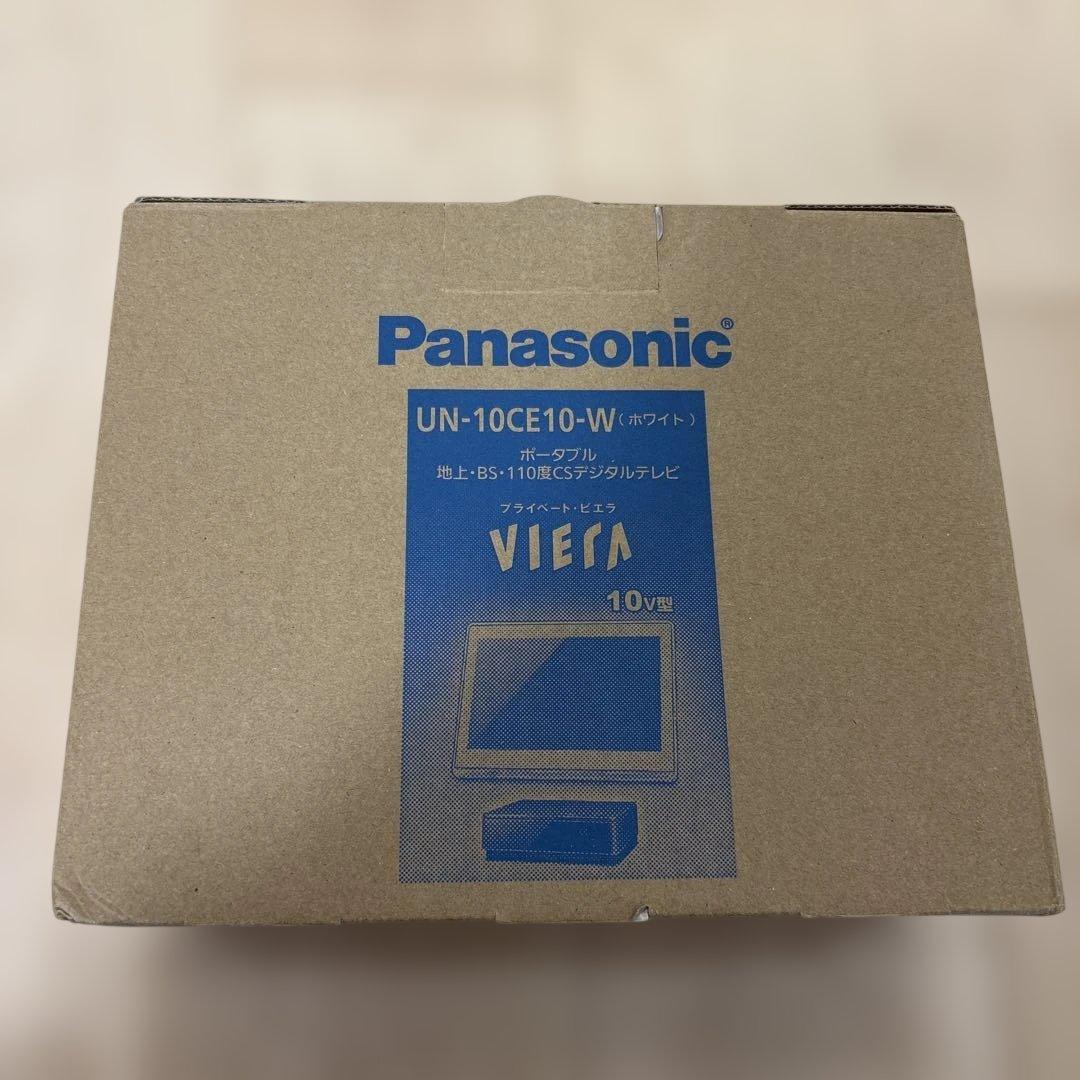 Panasonic®
UN-10CE10-W(ホワイト)
ポータブル
地上・BS・110度CSデジタルテレビ
プライベート・ビエラ
VIERA
10V型